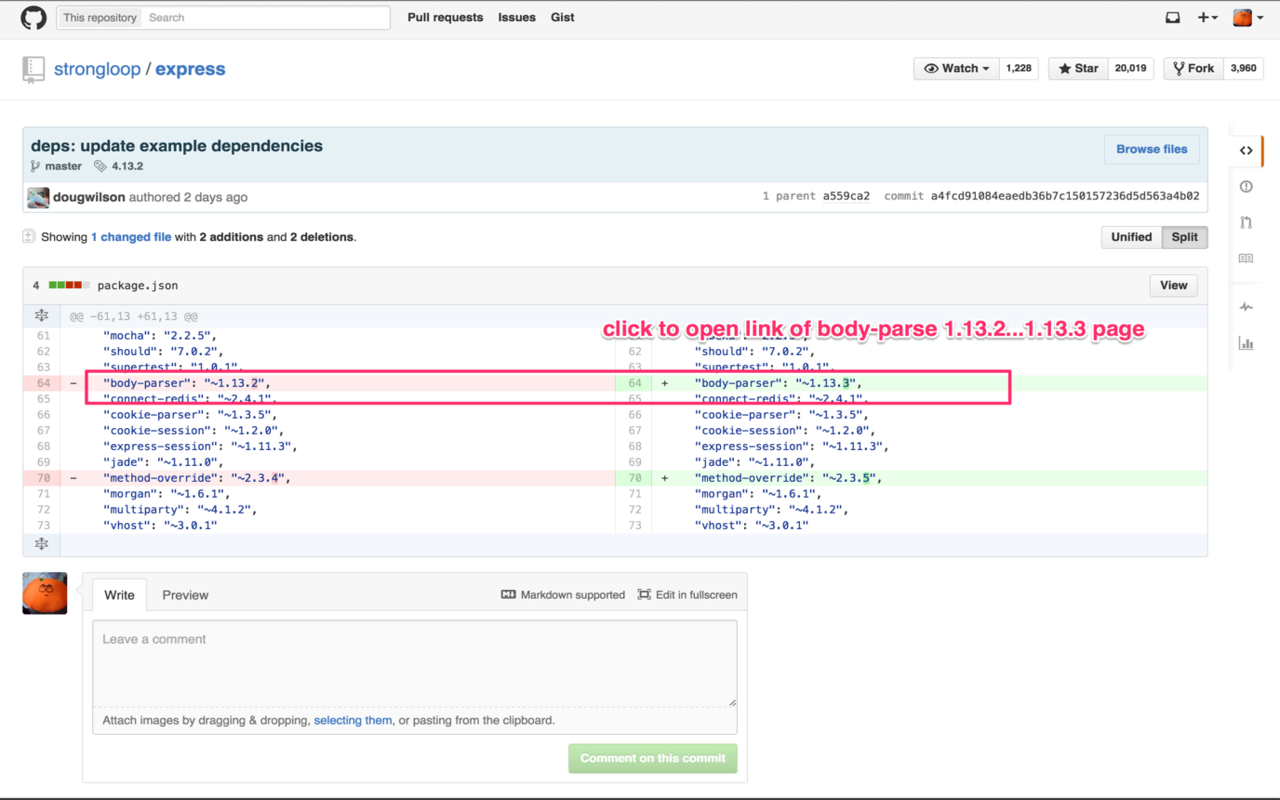 This repository Search Pull requests Issues Gist
strongloop / express Watch 1,228 Star 20,019 Fork 3,960
deps: update example dependencies Browse files
master 4.13.2
dougwilson authored 2 days ago 1 parent a559ca2 commit a4fcd91084eaedb36b7c150157236d5d563a4b02
Showing 1 changed file with 2 additions and 2 deletions. Unified Split
4 package.json View
@@ -61,13 +61,13 @@
click to open link of body-parse 1.13.2...1.13.3 page
61 "mocha": "2.2.5",
62 "should": "7.0.2", 62 "should": "7.0.2",
63 "supertest": "1.0.1", 63 "supertest": "1.0.1",
64 - "body-parser": "~1.13.2", 64 + "body-parser": "~1.13.3",
65 "connect-redis": "~2.4.1", 65 "connect-redis": "~2.4.1",
66 "cookie-parser": "~1.3.5", 66 "cookie-parser": "~1.3.5",
67 "cookie-session": "~1.2.0", 67 "cookie-session": "~1.2.0",
68 "express-session": "~1.11.3", 68 "express-session": "~1.11.3",
69 "jade": "~1.11.0", 69 "jade": "~1.11.0",
70 - "method-override": "~2.3.4", 70 + "method-override": "~2.3.5",
71 "morgan": "~1.6.1", 71 "morgan": "~1.6.1",
72 "multiparty": "~4.1.2", 72 "multiparty": "~4.1.2",
73 "vhost": "~3.0.1" 73 "vhost": "~3.0.1"
Write Preview Markdown supported Edit in fullscreen
Leave a comment
Attach images by dragging & dropping, selecting them, or pasting from the clipboard.
Comment on this commit